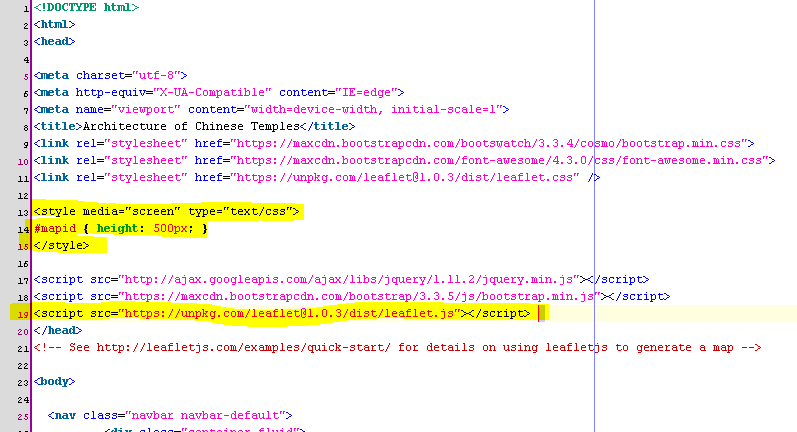 1 <!DOCTYPE html>
2 <html>
3 <head>
4
5 <meta charset="utf-8">
6 <meta http-equiv="X-UA-Compatible" content="IE=edge">
7 <meta name="viewport" content="width=device-width, initial-scale=1">
8 <title>Architecture of Chinese Temples</title>
9 <link rel="stylesheet" href="https://maxcdn.bootstrapcdn.com/bootswatch/3.3.4/cosmo/bootstrap.min.css">
10 <link rel="stylesheet" href="https://maxcdn.bootstrapcdn.com/font-awesome/4.3.0/css/font-awesome.min.css">
11 <link rel="stylesheet" href="https://unpkg.com/leaflet@1.0.3/dist/leaflet.css" />
12
13 <style media="screen" type="text/css">
14 #mapid { height: 500px; }
15 </style>
16
17 <script src="http://ajax.googleapis.com/ajax/libs/jquery/1.11.2/jquery.min.js"></script>
18 <script src="https://maxcdn.bootstrapcdn.com/bootstrap/3.3.5/js/bootstrap.min.js"></script>
19 <script src="https://unpkg.com/leaflet@1.0.3/dist/leaflet.js"></script>
20 </head>
21 <!-- See http://leafletjs.com/examples/quick-start/ for details on using leafletjs to generate a map -->
22
23 <body>
24
25 <nav class="navbar navbar-default">
<div class="container-fluid">